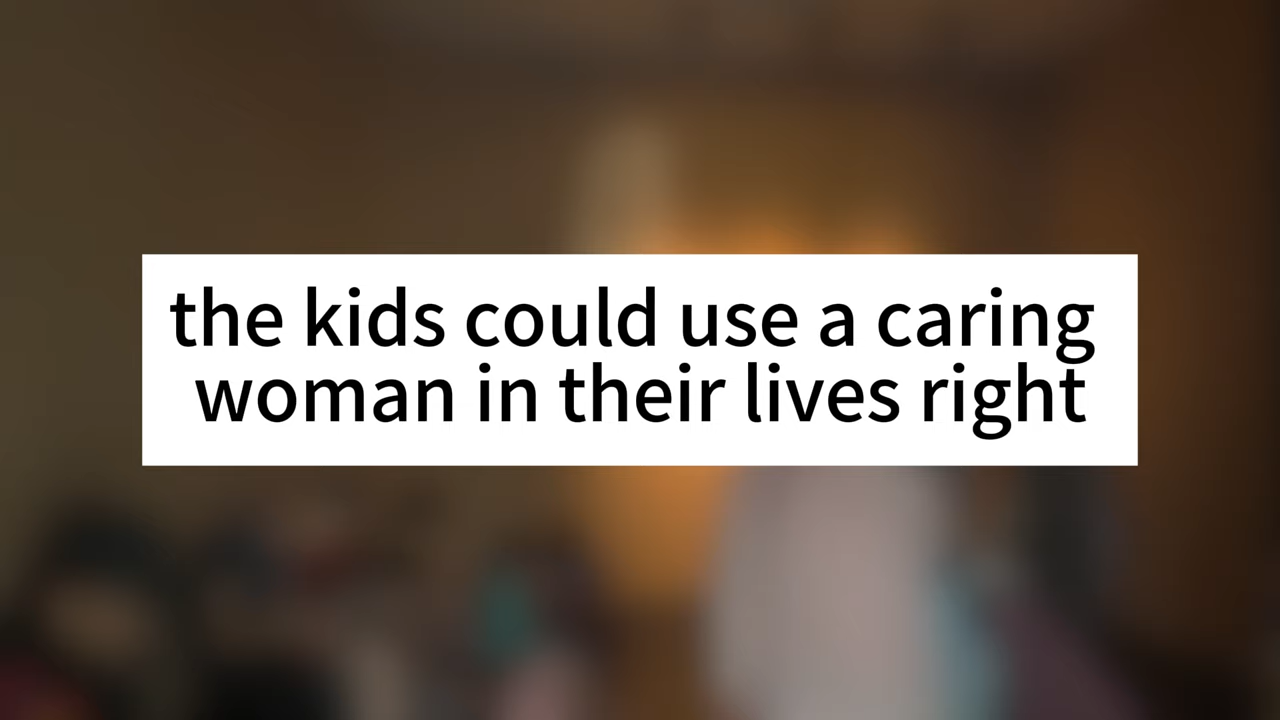 the kids could use a caring
woman in their lives right